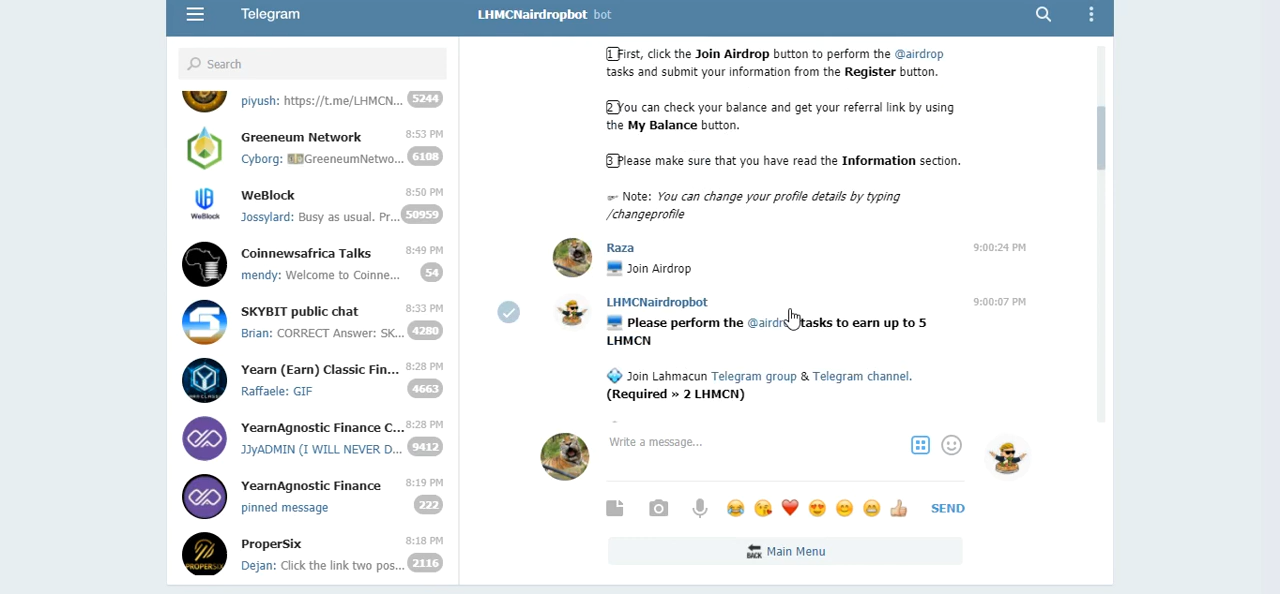 Telegram
LHMCNairdropbot bot
Search
piyush: https://t.me/LHMCN... 5244
Greeneum Network 8:53 PM
Cyborg: 💵GreeneumNetwo... 6108
WeBlock 8:50 PM
WeBlock
Jossylard: Busy as usual. Pr... 50959
Coinnewsafrica Talks 8:49 PM
mendy: Welcome to Coinne... 54
SKYBIT public chat 8:33 PM
Brian: CORRECT Answer: SK... 4280
Yearn (Earn) Classic Fin... 8:28 PM
Raffaele: GIF 4663
YearnAgnostic Finance C... 8:28 PM
JJyADMIN (I WILL NEVER D... 9412
YearnAgnostic Finance 8:19 PM
pinned message 222
ProperSix 8:18 PM
PROPERSIX
Dejan: Click the link two pos... 2116
1 First, click the Join Airdrop button to perform the @airdrop
tasks and submit your information from the Register button.
2 You can check your balance and get your referral link by using
the My Balance button.
3 Please make sure that you have read the Information section.
☞ Note: You can change your profile details by typing
/changeprofile
Raza 9:00:24 PM
🖥 Join Airdrop
LHMCNairdropbot 9:00:07 PM
🖥 Please perform the @airdr tasks to earn up to 5
LHMCN
💠 Join Lahmacun Telegram group & Telegram channel.
(Required » 2 LHMCN)
Write a message...
😂 😘 ❤ 😍 😊 😁 👍 SEND
🔙 Main Menu